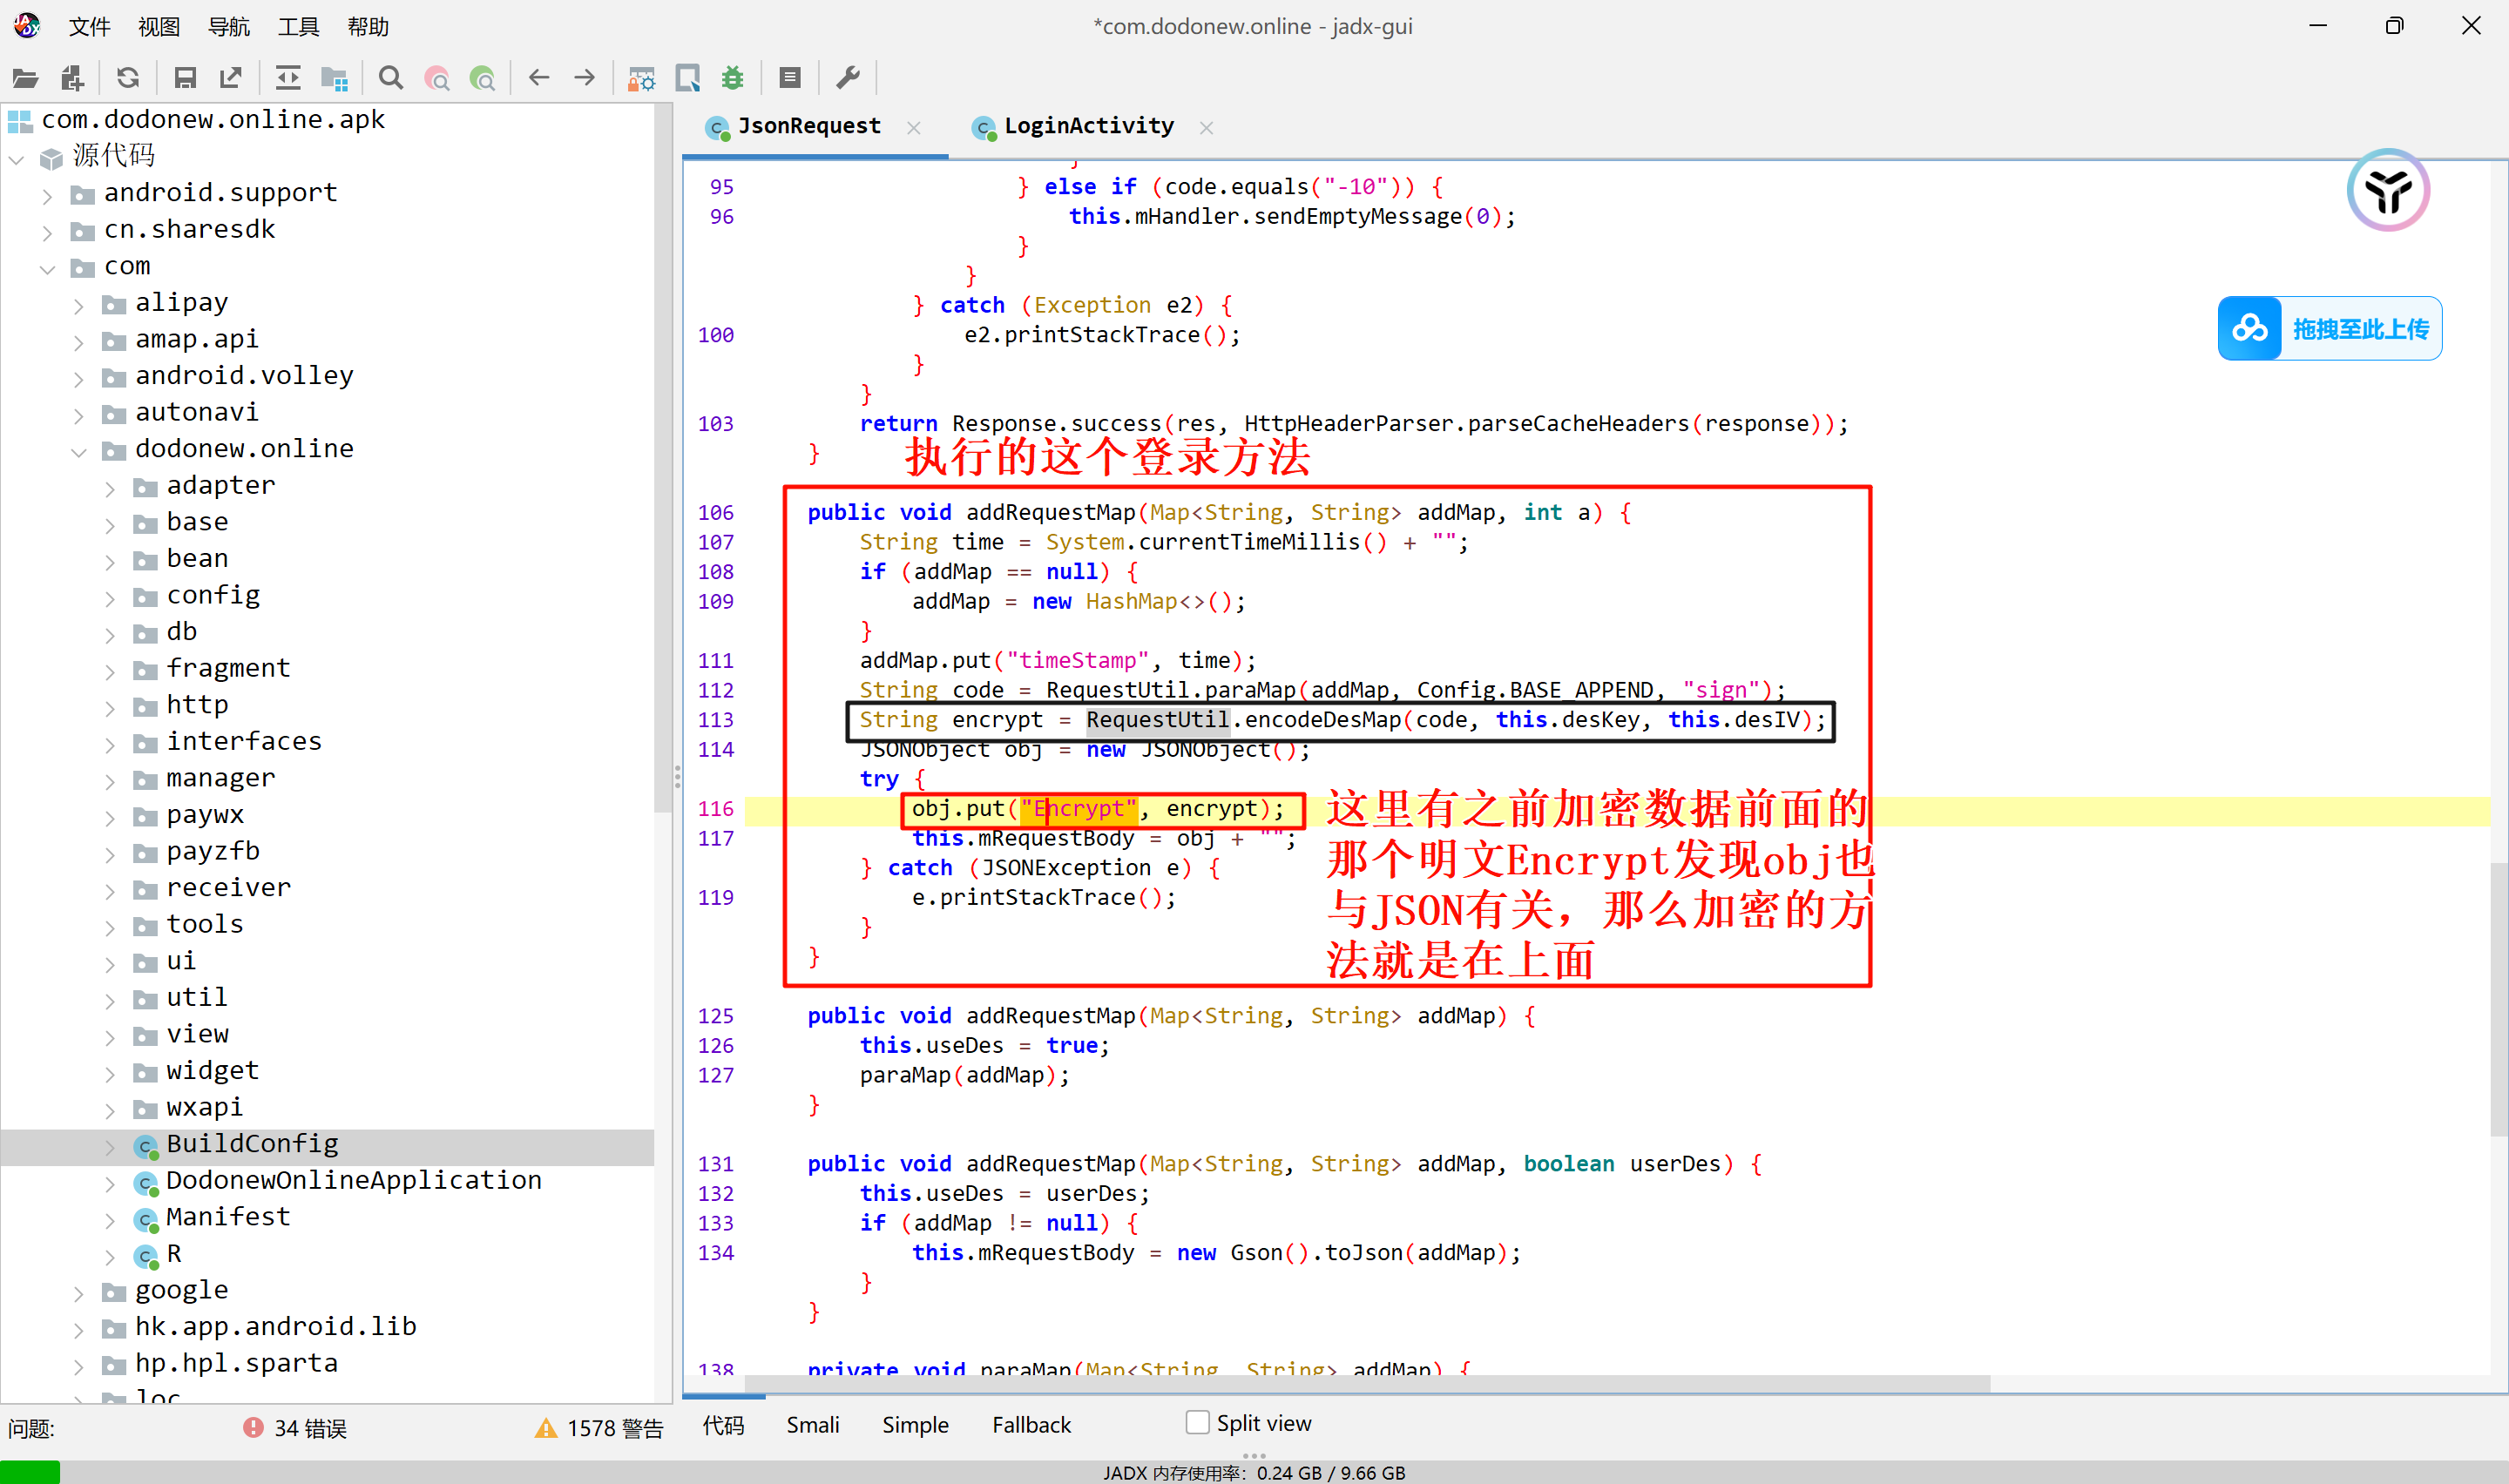 文件 视图 导航 工具 帮助
*com.dodonew.online - jadx-gui
com.dodonew.online.apk
源代码
android.support
cn.sharesdk
com
alipay
amap.api
android.volley
autonavi
dodonew.online
adapter
base
bean
config
db
fragment
http
interfaces
manager
paywx
payzfb
receiver
tools
ui
util
view
widget
wxapi
BuildConfig
DodonewOnlineApplication
Manifest
R
google
hk.app.android.lib
hp.hpl.sparta
loc
问题: 34 错误 1578 警告
JsonRequest LoginActivity
}
95 } else if (code.equals("-10")) {
96 this.mHandler.sendEmptyMessage(0);
}
}
} catch (Exception e2) {
100 e2.printStackTrace();
}
}
103 return Response.success(res, HttpHeaderParser.parseCacheHeaders(response));
}
执行的这个登录方法
106 public void addRequestMap(Map<String, String> addMap, int a) {
107 String time = System.currentTimeMillis() + "";
108 if (addMap == null) {
109 addMap = new HashMap<>();
}
111 addMap.put("timeStamp", time);
112 String code = RequestUtil.paraMap(addMap, Config.BASE_APPEND, "sign");
113 String encrypt = RequestUtil.encodeDesMap(code, this.desKey, this.desIV);
114 JSONObject obj = new JSONObject();
try {
116 obj.put("Encrypt", encrypt);
117 this.mRequestBody = obj + "";
} catch (JSONException e) {
119 e.printStackTrace();
}
}
这里有之前加密数据前面的
那个明文Encrypt发现obj也
与JSON有关，那么加密的方
法就是在上面
125 public void addRequestMap(Map<String, String> addMap) {
126 this.useDes = true;
127 paraMap(addMap);
}
131 public void addRequestMap(Map<String, String> addMap, boolean userDes) {
132 this.useDes = userDes;
133 if (addMap != null) {
134 this.mRequestBody = new Gson().toJson(addMap);
}
}
138 private void paraMap(Map<String, String> addMap) {
拖拽至此上传
代码 Smali Simple Fallback Split view
JADX 内存使用率: 0.24 GB / 9.66 GB